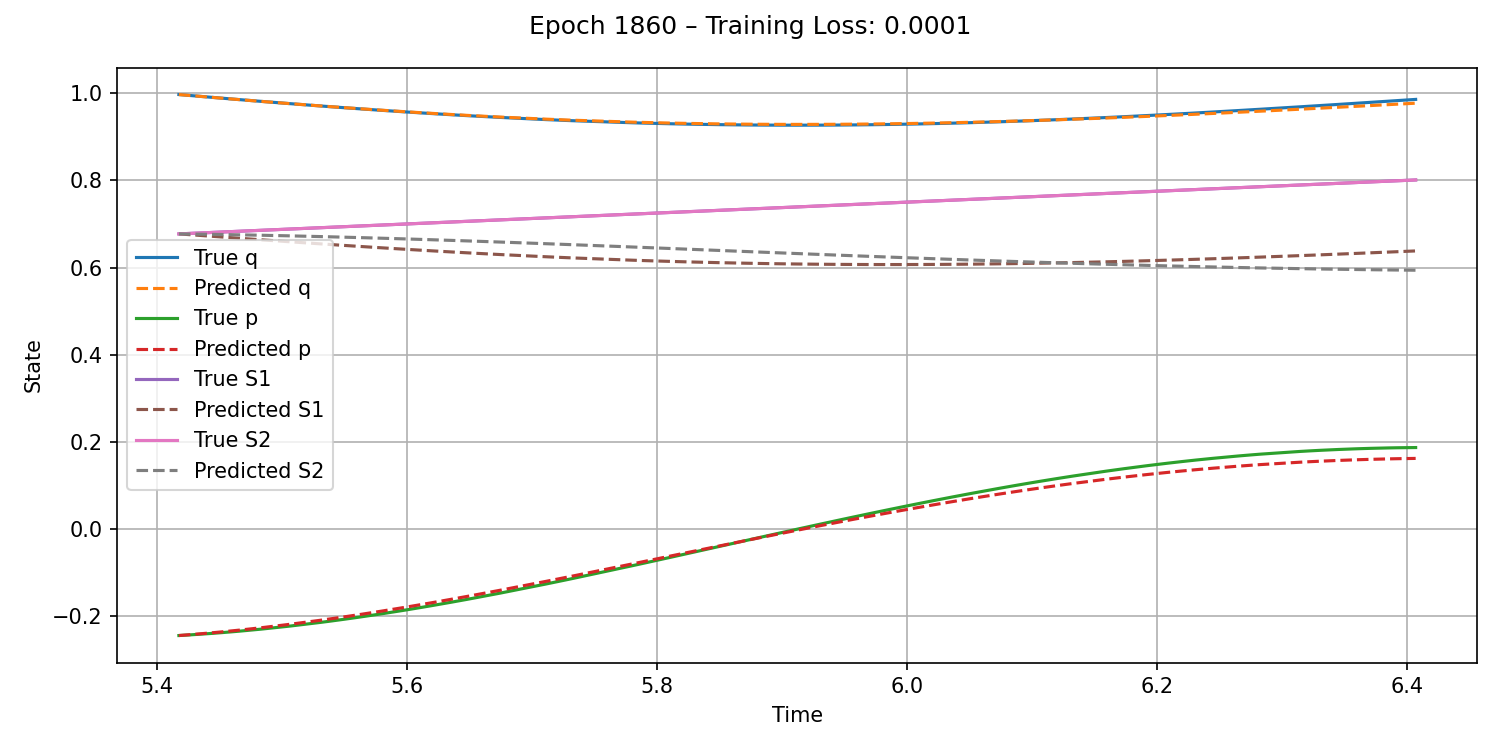 Epoch 1860 – Training Loss: 0.0001
1.0
0.8
0.6
0.4
0.2
0.0
−0.2
State
True q
Predicted q
True p
Predicted p
True S1
Predicted S1
True S2
Predicted S2
5.4 5.6 5.8 6.0 6.2 6.4
Time